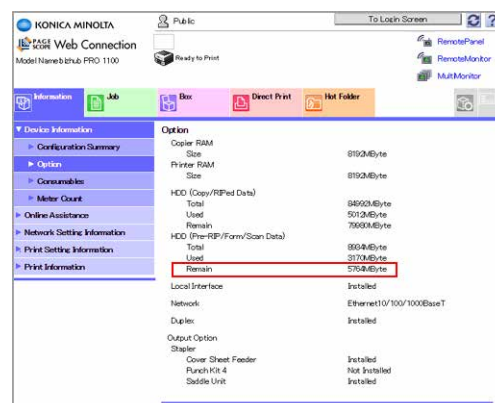 KONICA MINOLTA
Public
To Login Screen
?
PAGE SCOPE Web Connection
Model Name:bizhub PRO 1100
Ready to Print
RemotePanel
RemoteMonitor
MultiMonitor
Information
Job
Box
Direct Print
Hot Folder
Device Information
Configuration Summary
Option
Consumables
Meter Count
Online Assistance
Network Setting Information
Print Setting Information
Print Information
Option
Copier RAM
Size 8192MByte
Printer RAM
Size 8192MByte
HDD (Copy/RIPed Data)
Total 84992MByte
Used 5012MByte
Remain 79980MByte
HDD (Pre-RIP/Form/Scan Data)
Total 8934MByte
Used 3170MByte
Remain 5764MByte
Local Interface Installed
Network Ethernet10/100/1000BaseT
Duplex Installed
Output Option
Stapler
Cover Sheet Feeder Installed
Punch Kit 4 Not Installed
Saddle Unit Installed